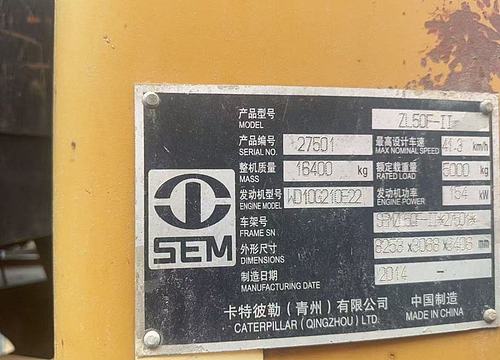 产品型号 ZL50F-II
MODEL
产品编号 27501 最高设计车速 41.3 km/h
SERIAL NO. MAX NOMINAL SPEED
整机质量 16400 kg 额定载重量 5000 kg
MASS RATED LOAD
发动机型号 WD10G210E22 发动机功率 154 kW
ENGINE MODEL ENGINE POWER
车架号
FRAME SN
外形尺寸
DIMENSIONS
制造日期 2014
MANUFACTURING DATE
SEM
卡特彼勒（青州）有限公司 中国制造
CATERPILLAR (QINGZHOU) LTD. MADE IN CHINA